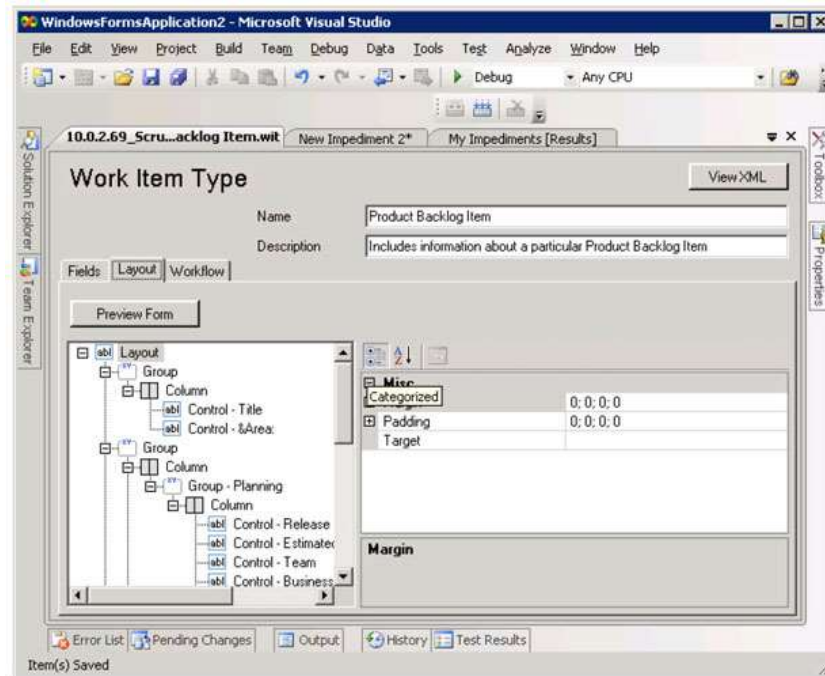 WindowsFormsApplication2 - Microsoft Visual Studio
File Edit View Project Build Team Debug Data Tools Test Analyze Window Help
Debug Any CPU
10.0.2.69_Scru...acklog Item.wit New Impediment 2* My Impediments [Results]
Solution Explorer
Team Explorer
Toolbox
Properties
Work Item Type
View XML
Name Product Backlog Item
Description Includes information about a particular Product Backlog Item
Fields Layout Workflow
Preview Form
Layout
Group
Column
Control - Title
Control - &Area:
Group
Column
Group - Planning
Column
Control - Release
Control - Estimated
Control - Team
Control - Business
Misc
Categorized
0; 0; 0; 0
Padding 0; 0; 0; 0
Target
Margin
Error List Pending Changes Output History Test Results
Item(s) Saved